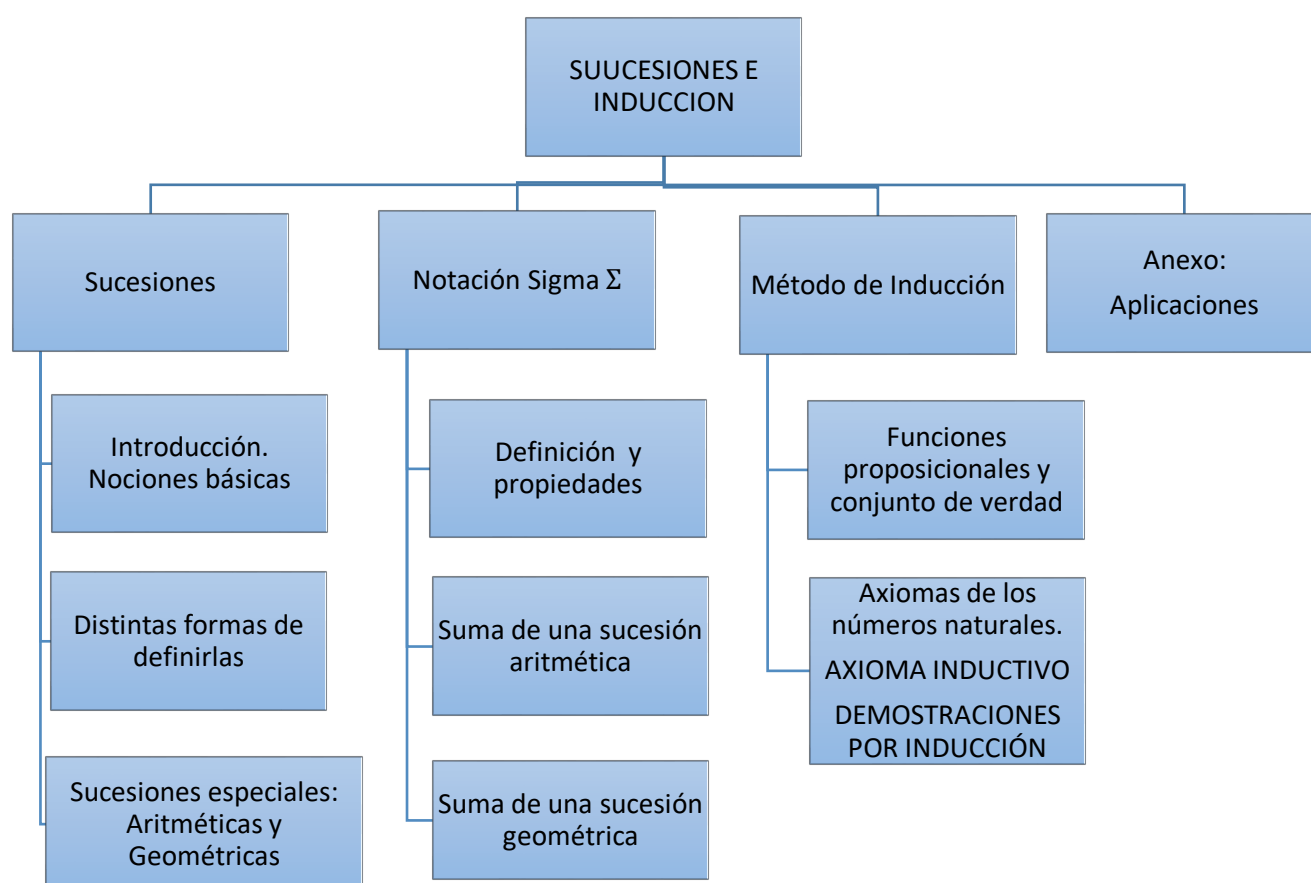 SUUCESIONES E
INDUCCION
Sucesiones
Notación Sigma Σ
Método de Inducción
Anexo:
Aplicaciones
Introducción.
Nociones básicas
Distintas formas de
definirlas
Sucesiones especiales:
Aritméticas y
Geométricas
Definición y
propiedades
Suma de una sucesión
aritmética
Suma de una sucesión
geométrica
Funciones
proposicionales y
conjunto de verdad
Axiomas de los
números naturales.
AXIOMA INDUCTIVO
DEMOSTRACIONES
POR INDUCCIÓN